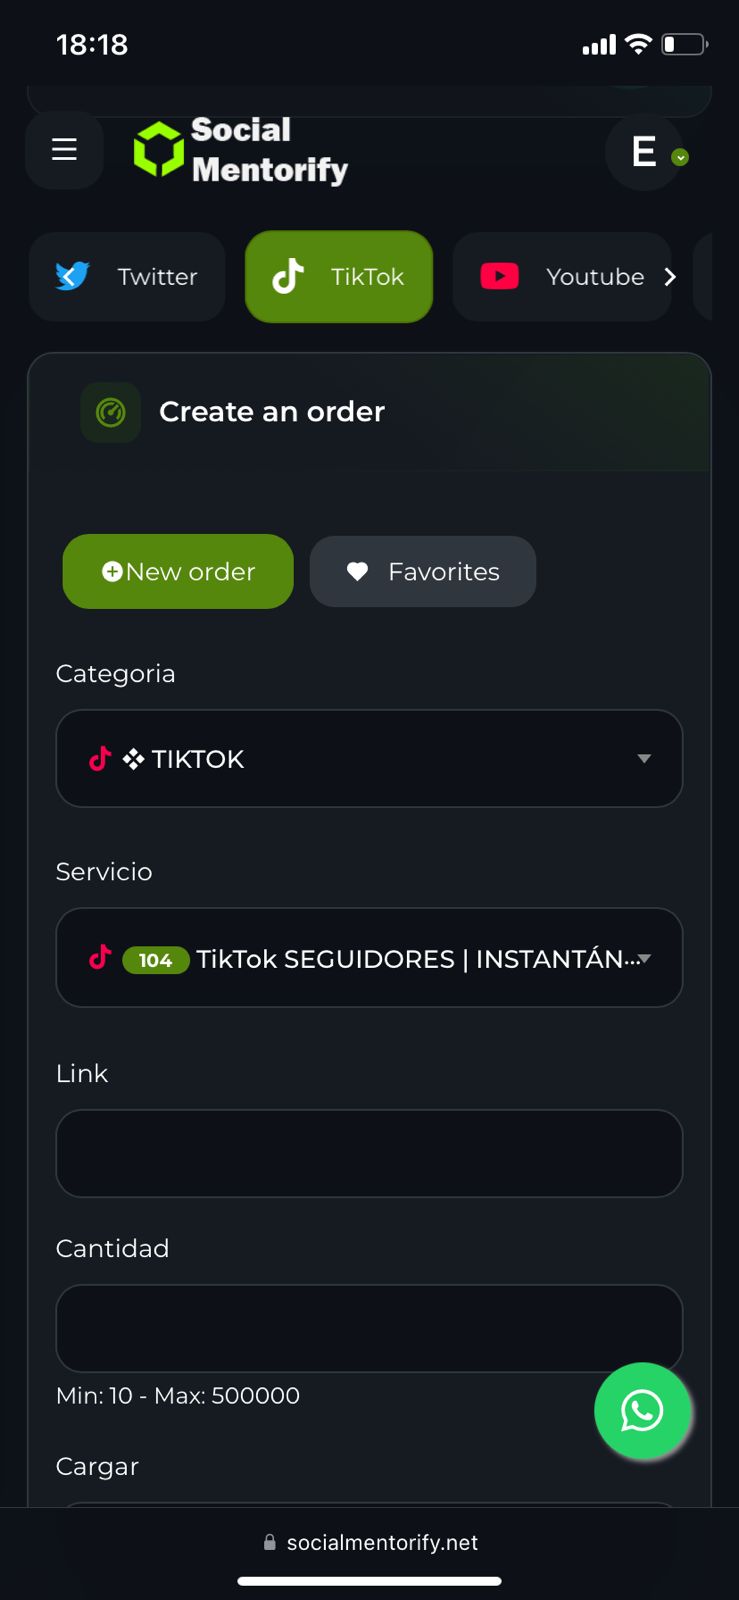 18:18
Social
Mentorify
E
Twitter
TikTok
Youtube
Create an order
New order
Favorites
Categoria
❖ TIKTOK
Servicio
104 TikTok SEGUIDORES | INSTANTÁN...
Link
Cantidad
Min: 10 - Max: 500000
Cargar
socialmentorify.net